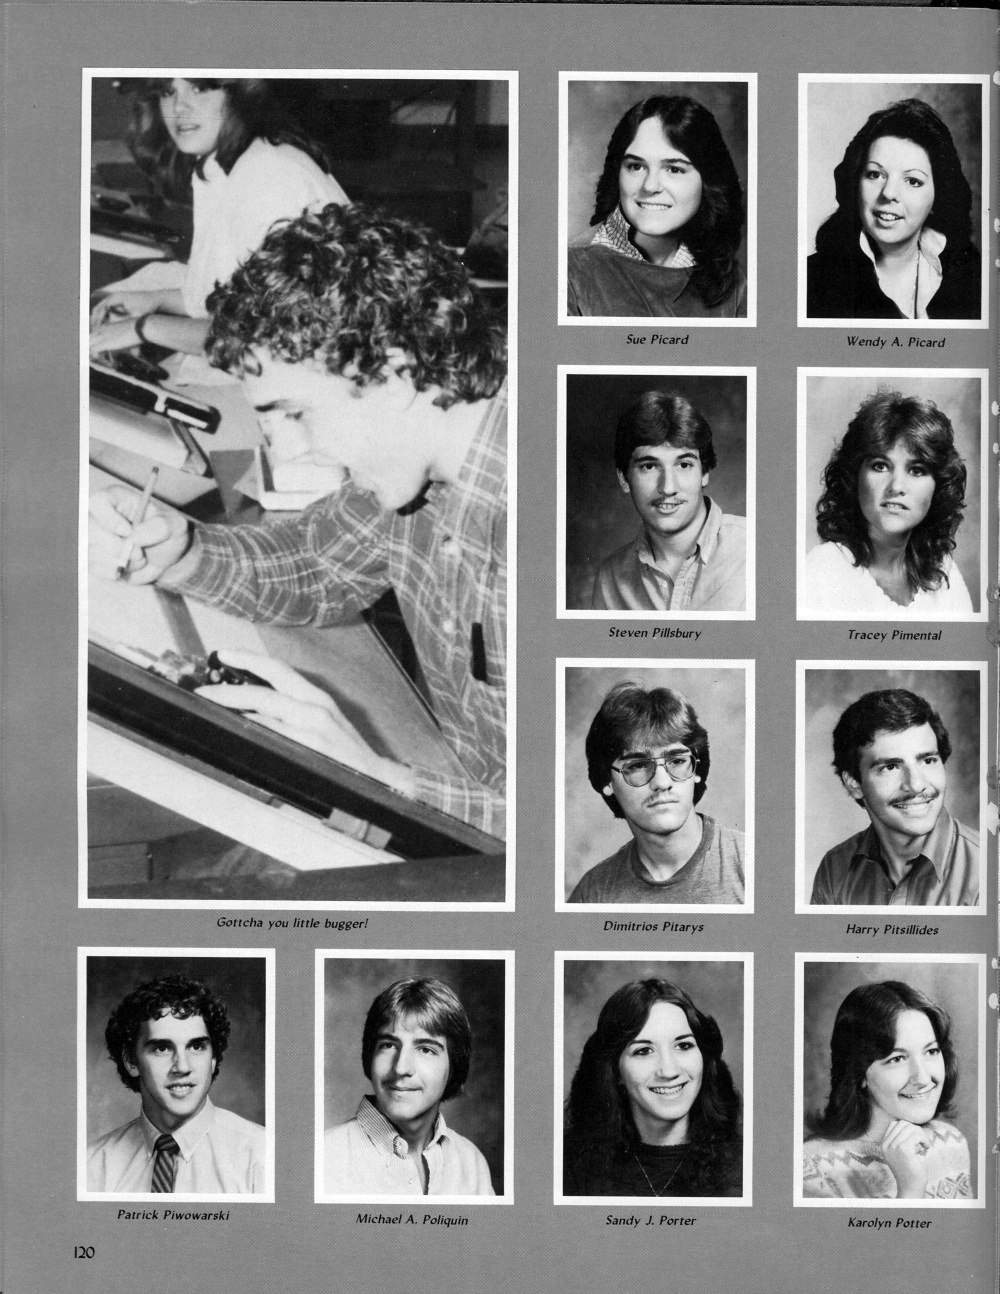 Sue Picard
Wendy A. Picard
Steven Pillsbury
Tracey Pimental
Gottcha you little bugger!
Dimitrios Pitarys
Harry Pitsillides
Patrick Piwowarski
Michael A. Poliquin
Sandy J. Porter
Karolyn Potter
120